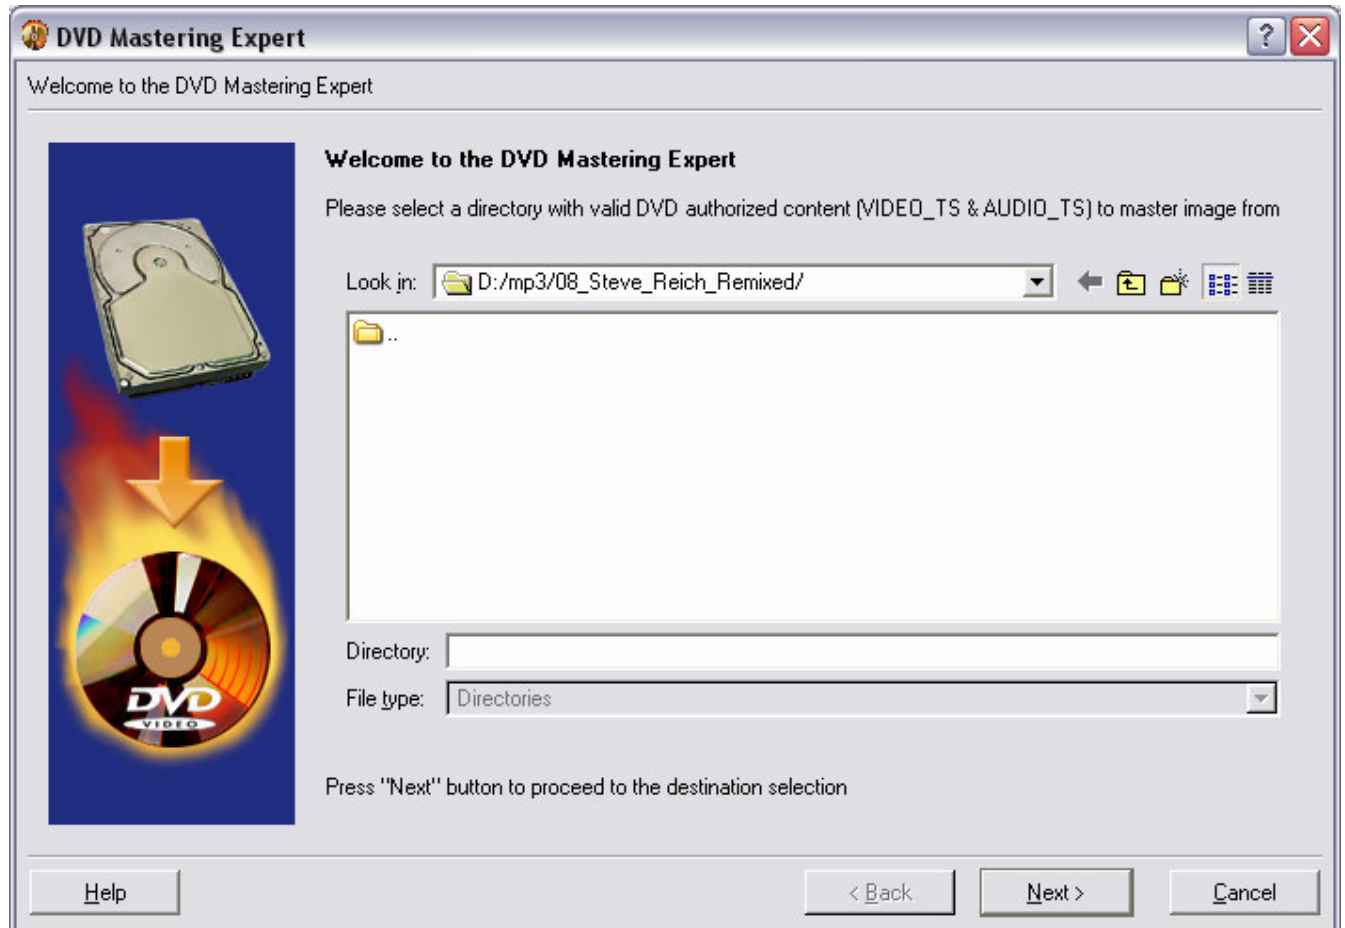 DVD Mastering Expert
Welcome to the DVD Mastering Expert
Welcome to the DVD Mastering Expert
Please select a directory with valid DVD authorized content (VIDEO_TS & AUDIO_TS) to master image from
Look in: D:/mp3/08_Steve_Reich_Remixed/
..
Directory:
File type: Directories
DVD
VIDEO
Press "Next" button to proceed to the destination selection
Help
< Back
Next >
Cancel